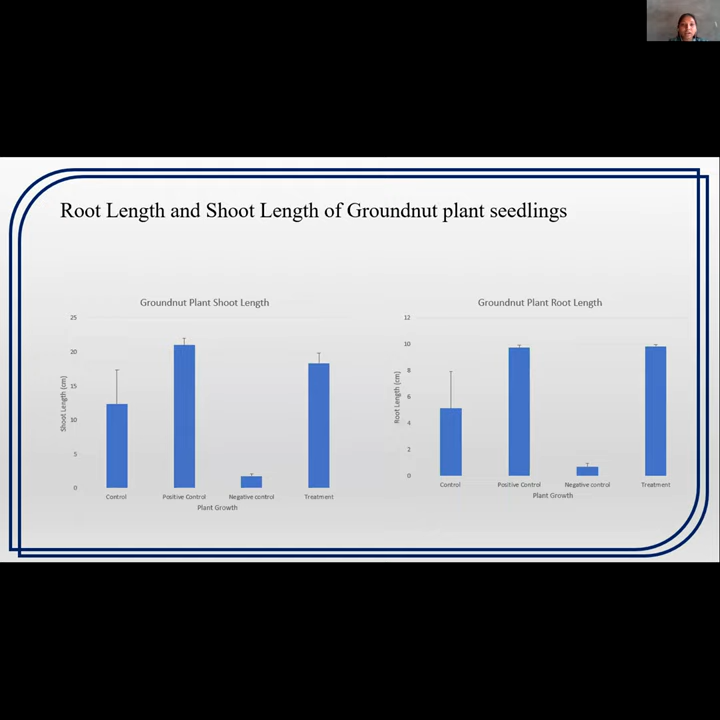 Root Length and Shoot Length of Groundnut plant seedlings
Groundnut Plant Shoot Length
25
20
15
10
5
0
Shoot Length (cm)
Control
Positive Control
Negative control
Treatment
Plant Growth
Groundnut Plant Root Length
12
10
8
6
4
2
0
Root Length (cm)
Control
Positive Control
Negative control
Treatment
Plant Growth